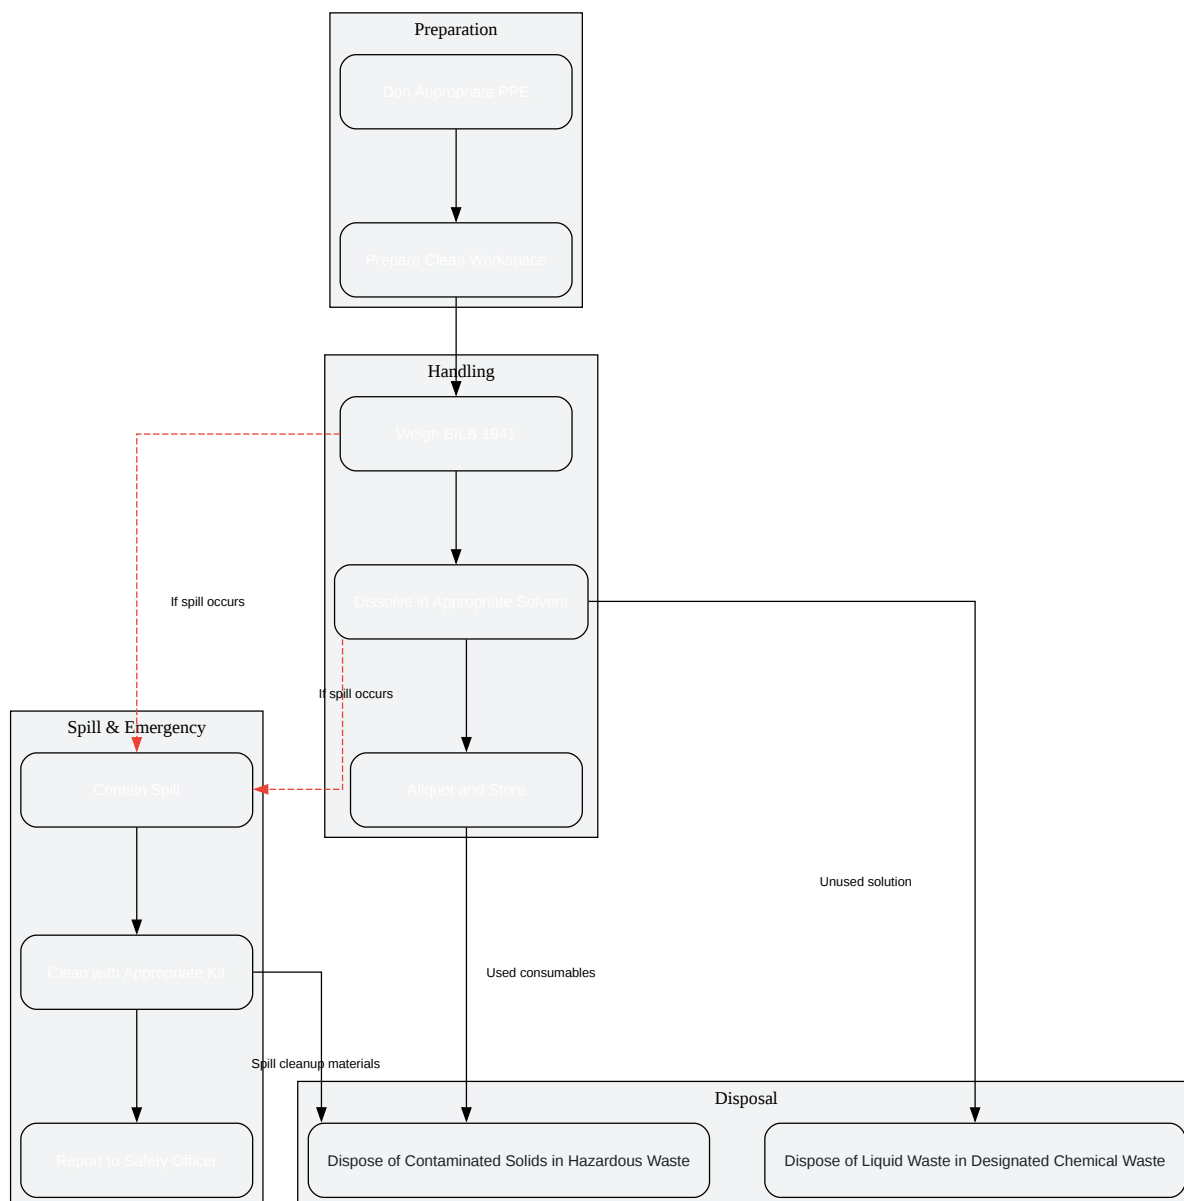 Preparation
Don Appropriate PPE
Prepare Clean Workspace
Handling
Weigh BILB 1941
Dissolve in Appropriate Solvent
If spill occurs
If spill occurs
Spill & Emergency
Contain Spill
Aliquot and Store
Unused solution
Clean with Appropriate Kit
Used consumables
Spill cleanup materials
Disposal
Report to Safety Officer
Dispose of Contaminated Solids in Hazardous Waste
Dispose of Liquid Waste in Designated Chemical Waste